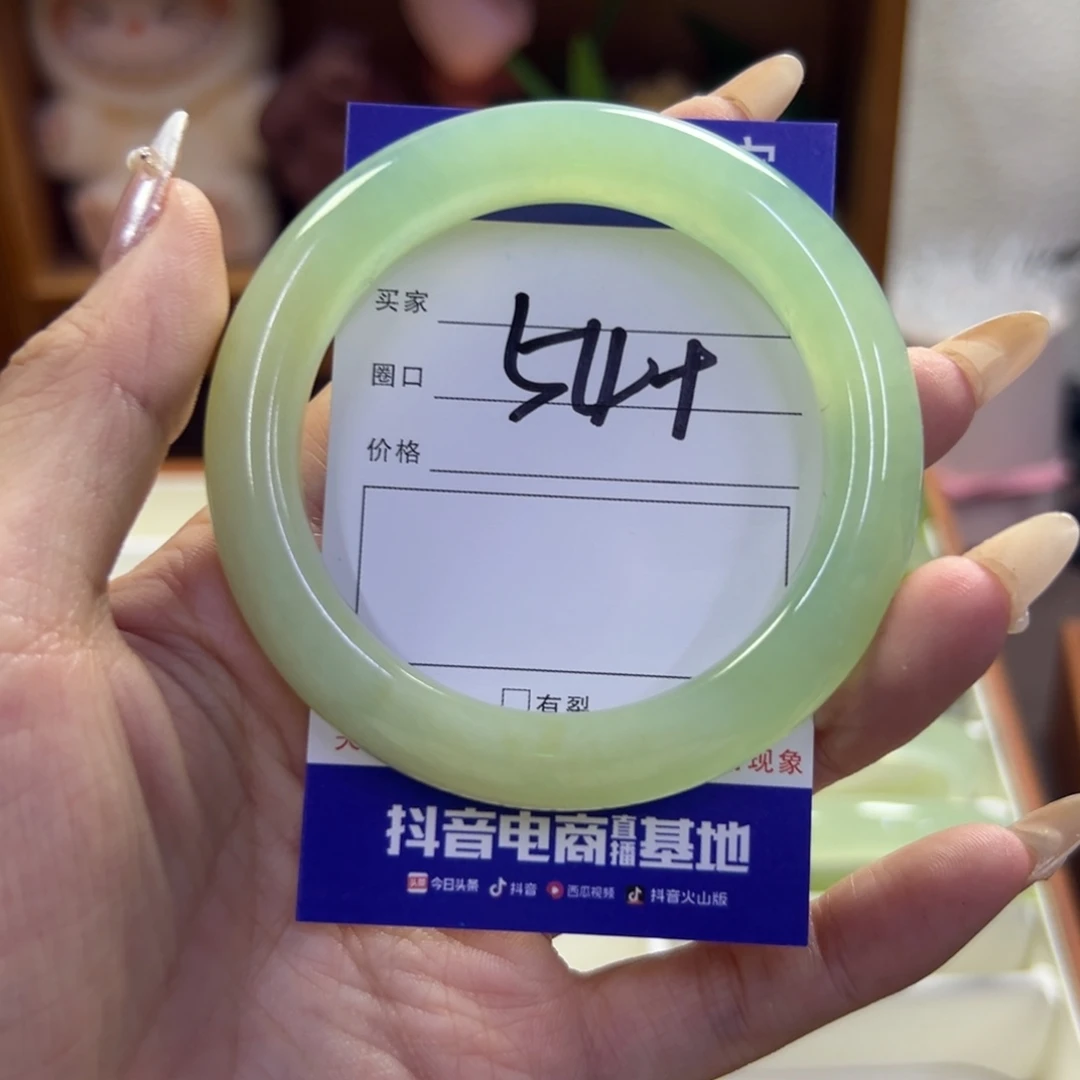 买家
圈口
价格
有裂
现象
抖音电商直播基地
今日头条 抖音 西瓜视频 抖音火山版